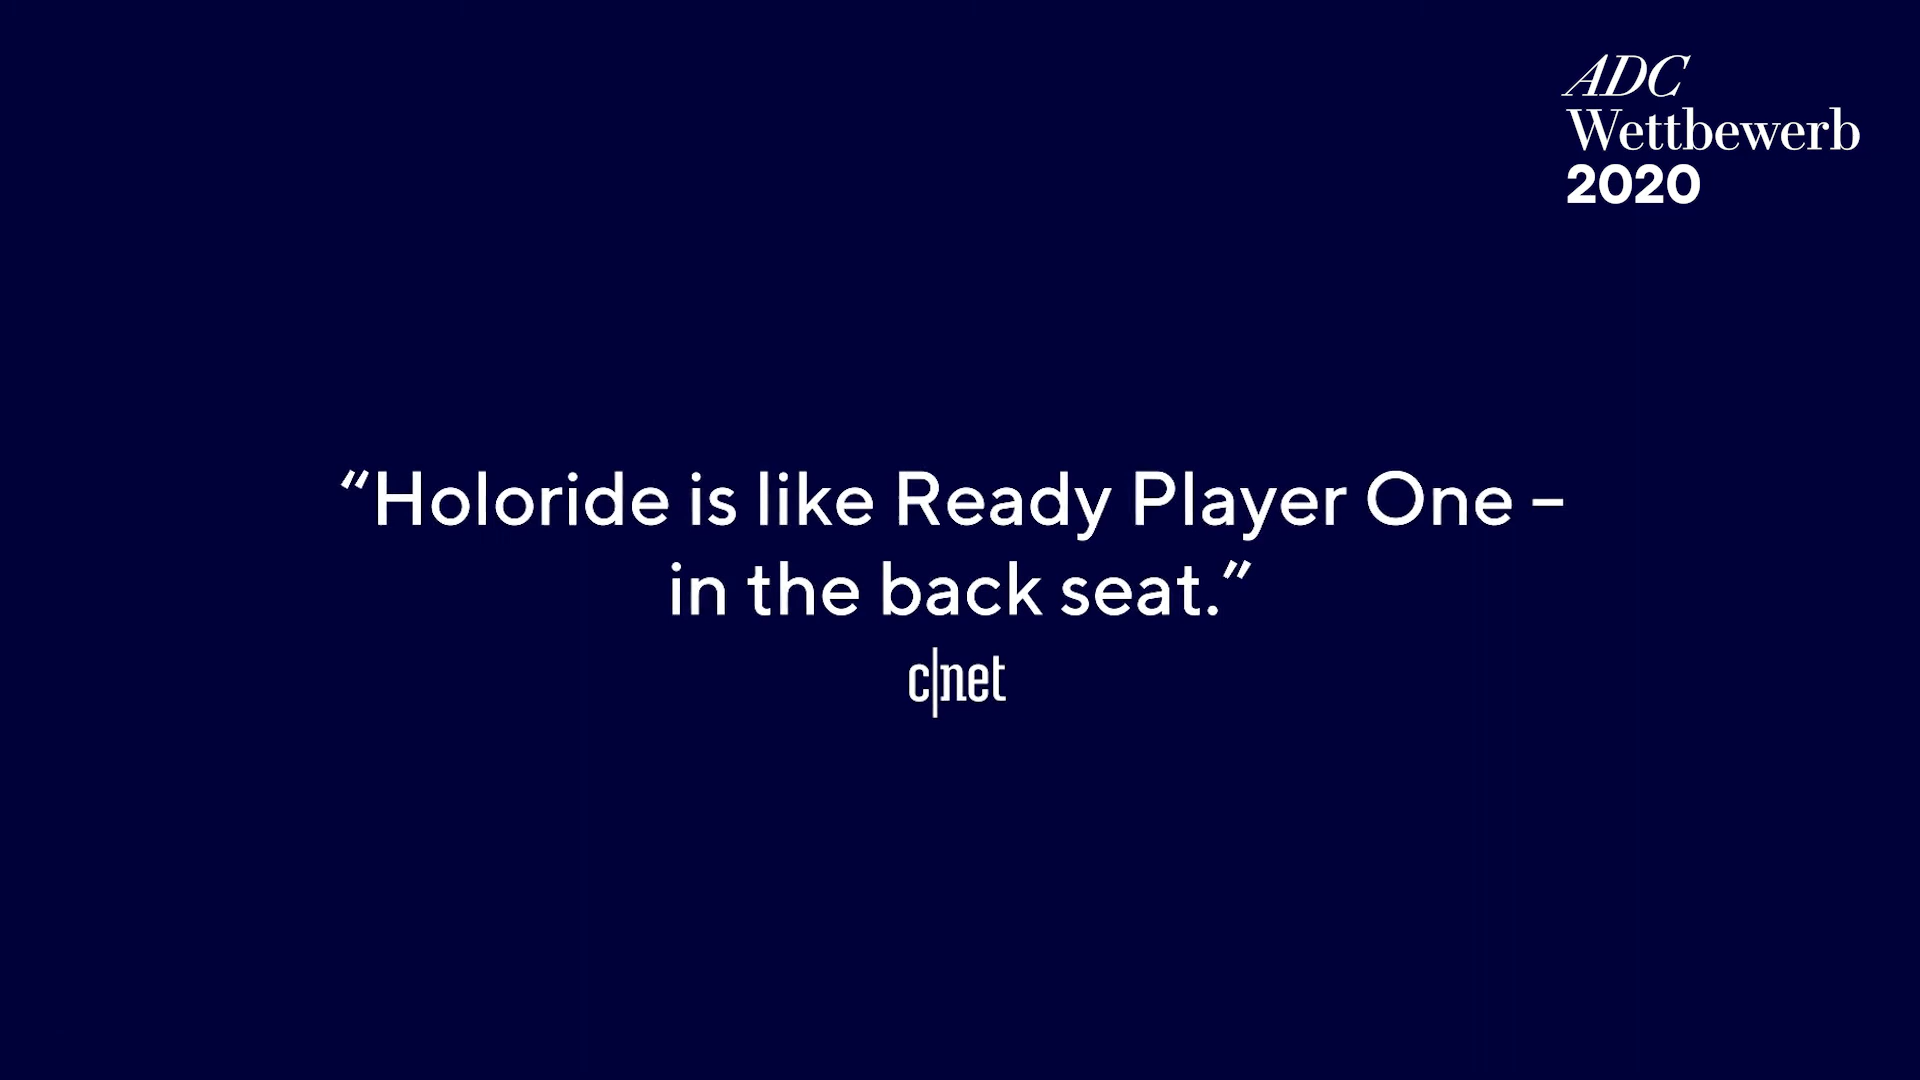 ADC
Wettbewerb
2020
“Holoride is like Ready Player One –
in the back seat.”
c|net